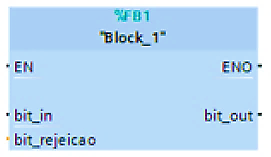 %FB1
"Block_1"
EN ENO
bit_in bit_out
bit_rejeicao